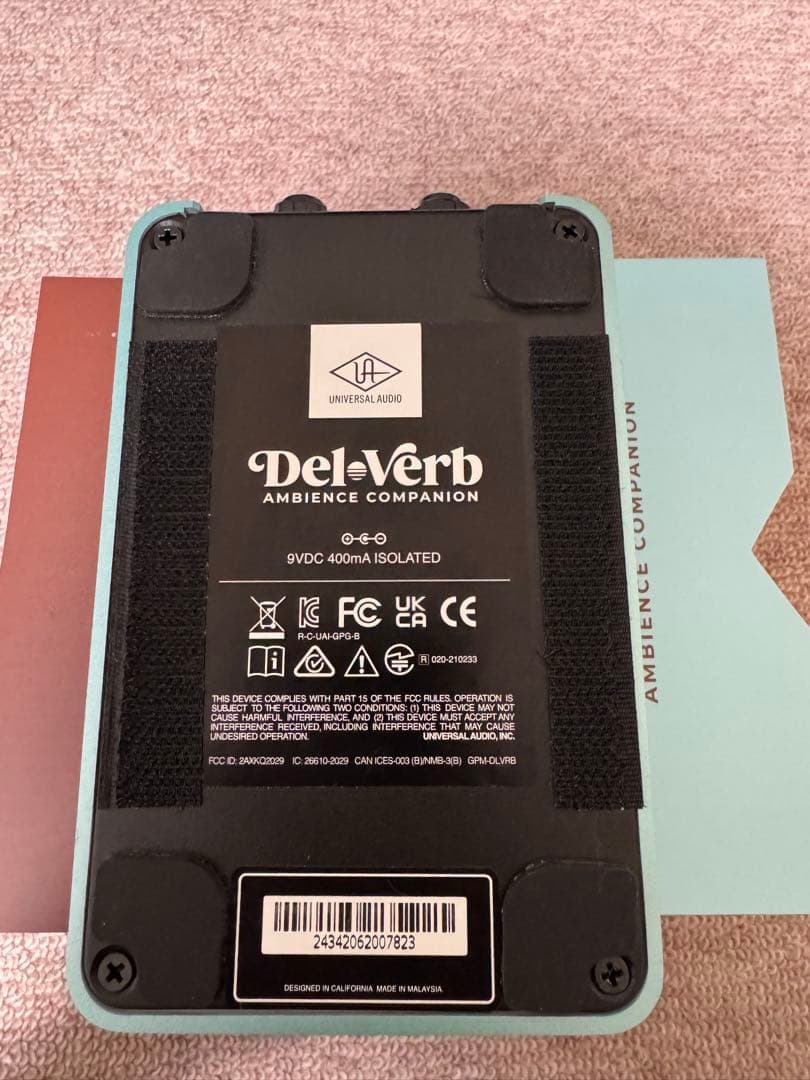 UA
UNIVERSAL AUDIO
Del-Verb
AMBIENCE COMPANION
9VDC 400mA ISOLATED
FC UK CA CE
R-C-UAI-GPG-B
R 020-210233
THIS DEVICE COMPLIES WITH PART 15 OF THE FCC RULES. OPERATION IS
SUBJECT TO THE FOLLOWING TWO CONDITIONS: (1) THIS DEVICE MAY NOT
CAUSE HARMFUL INTERFERENCE, AND (2) THIS DEVICE MUST ACCEPT ANY
INTERFERENCE RECEIVED, INCLUDING INTERFERENCE THAT MAY CAUSE
UNDESIRED OPERATION. UNIVERSAL AUDIO, INC.
FCC ID: 2AXKQ2029 IC: 26610-2029 CAN ICES-003 (B)/NMB-3(B) GPM-DLVRB
24342062007823
DESIGNED IN CALIFORNIA MADE IN MALAYSIA
AMBIENCE COMPANION